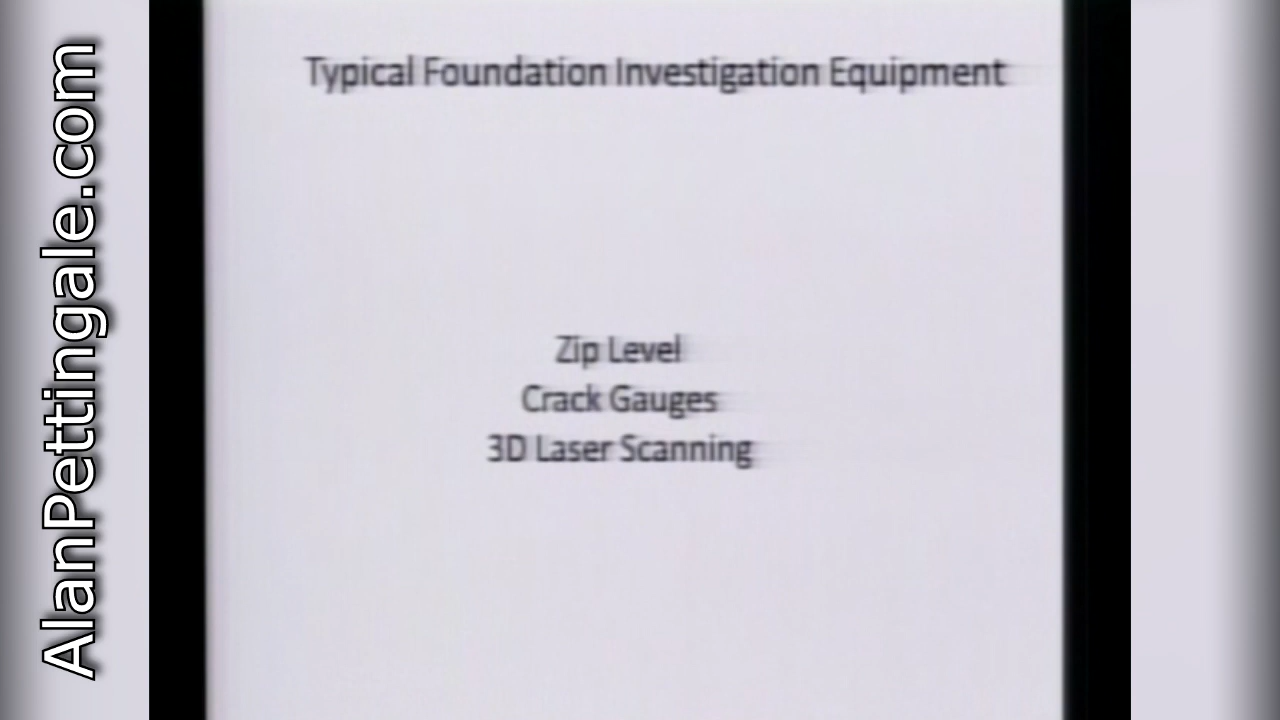 AlanPettingale.com
Typical Foundation Investigation Equipment
Zip Level
Crack Gauges
3D Laser Scanning